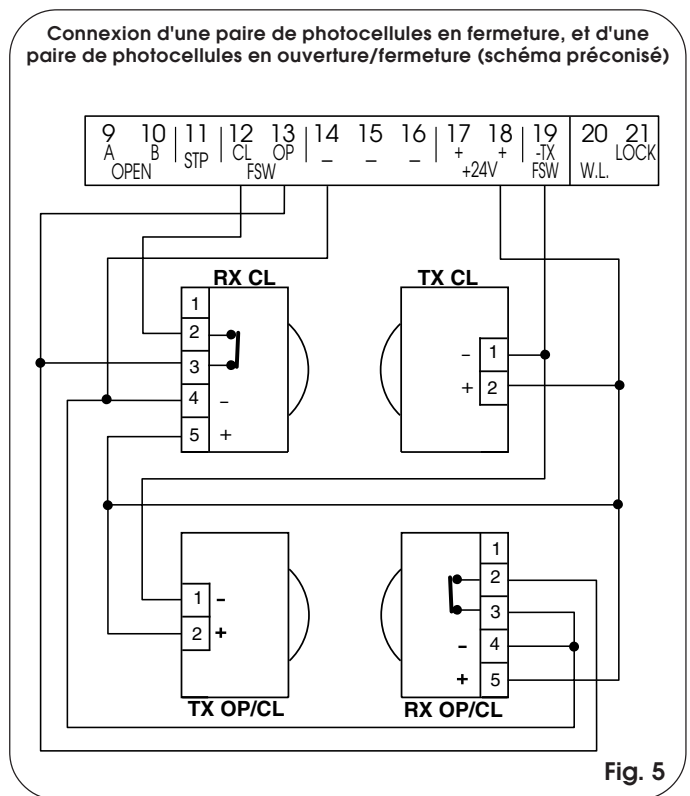 Connexion d'une paire de photocellules en fermeture, et d'une
paire de photocellules en ouverture/fermeture (schéma préconisé)
9 10 11 12 13 14 15 16 17 18 19 20 21
A B STP CL OP – – – + + -TX LOCK
OPEN FSW +24V FSW W.L.
RX CL TX CL
1
2
3
4 –
5 +
– 1
+ 2
1 -
2 +
1
2
3
- 4
+ 5
TX OP/CL RX OP/CL
Fig. 5